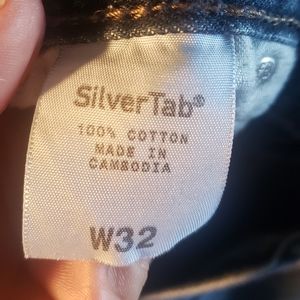 SilverTab®
100% COTTON
MADE IN
CAMBODIA
W32